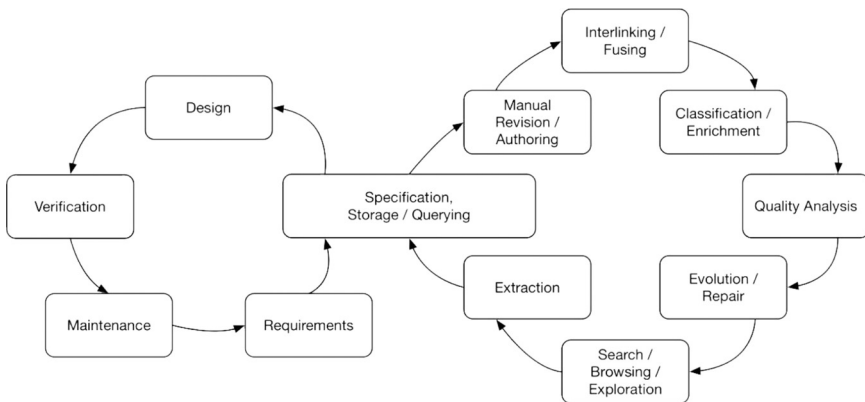 Interlinking /
Fusing
Design
Manual
Revision /
Authoring
Classification /
Enrichment
Verification
Specification,
Storage / Querying
Quality Analysis
Extraction
Evolution /
Repair
Maintenance
Requirements
Search /
Browsing /
Exploration